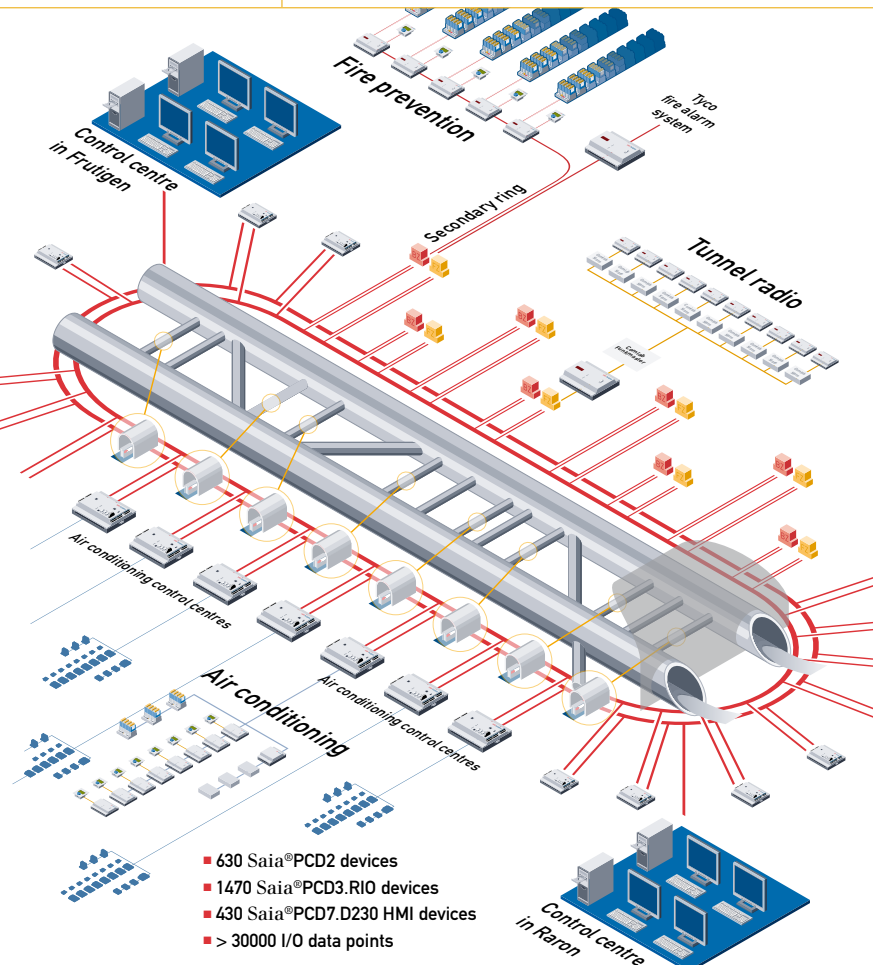 Fire prevention
Tyco
fire alarm
system
Control centre
in Frutigen
Secondary ring
Tunnel radio
Air conditioning control centres
Air conditioning
Air conditioning control centres
■ 630 Saia®PCD2 devices
■ 1470 Saia®PCD3.RIO devices
■ 430 Saia®PCD7.D230 HMI devices
■ > 30000 I/O data points
Control centre
in Raron